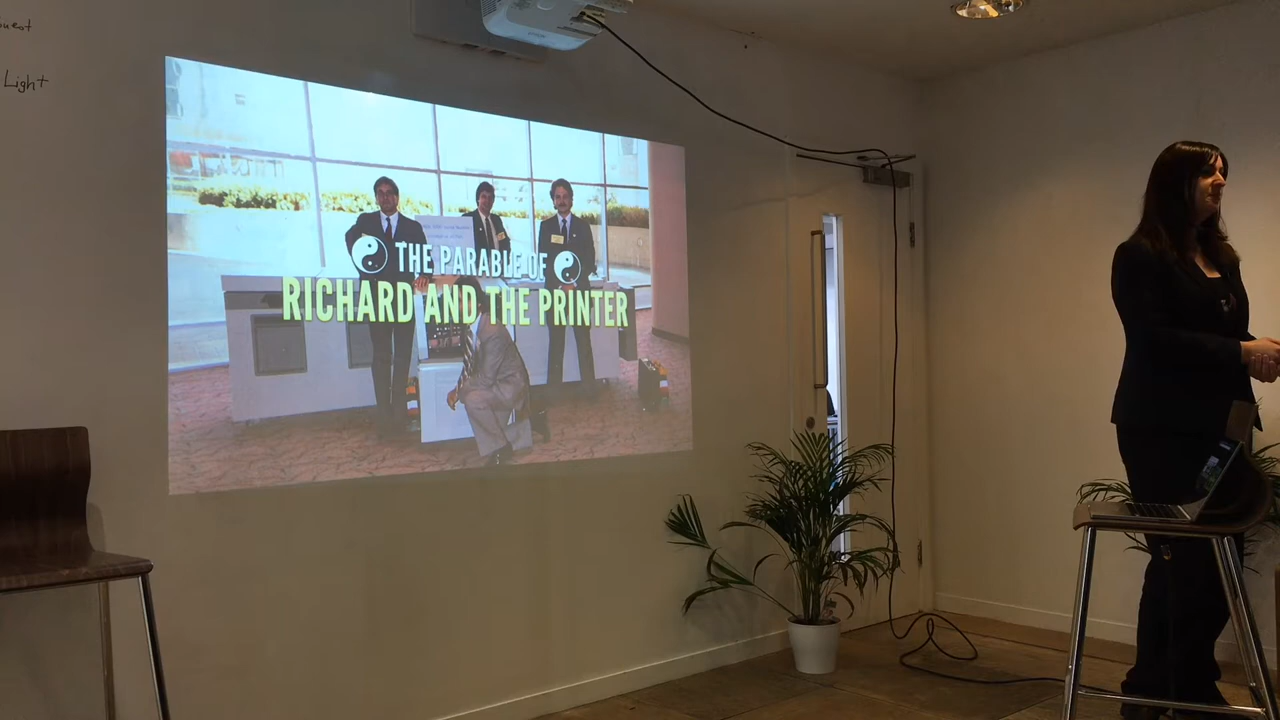 Light
THE PARABLE OF
RICHARD AND THE PRINTER